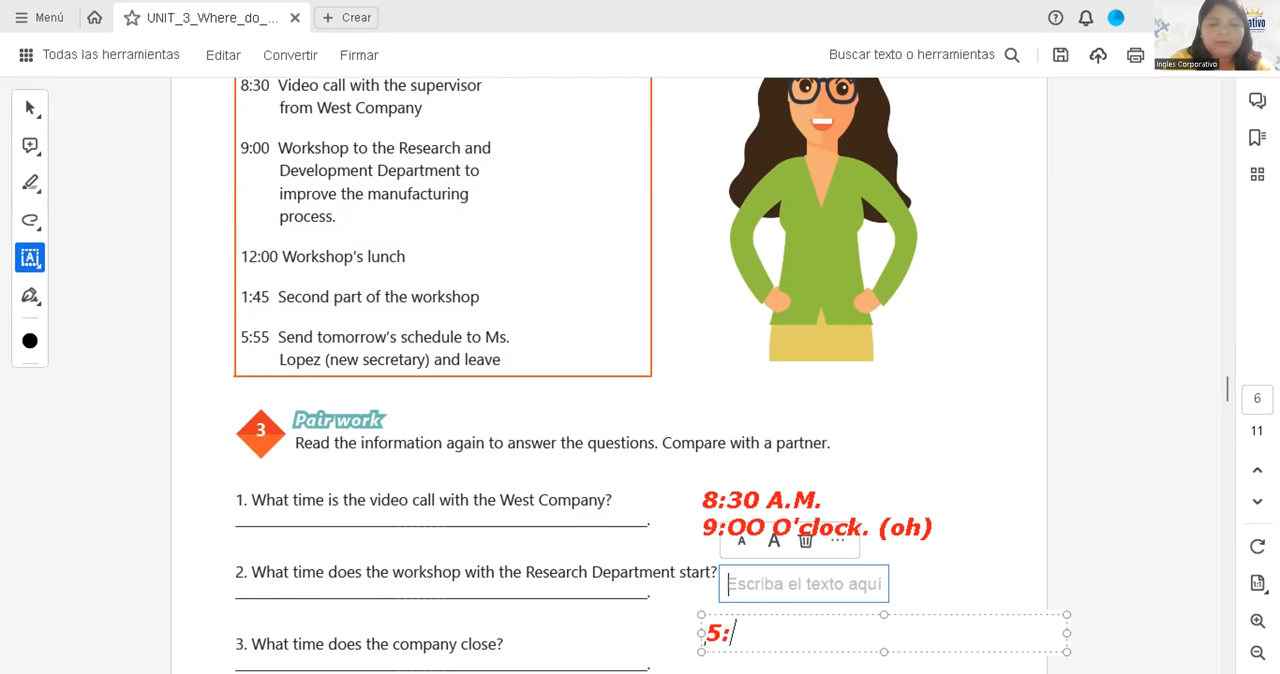 Menú
UNIT_3_Where_do_...
Crear
Todas las herramientas
Editar
Convertir
Firmar
Buscar texto o herramientas
Ingles Corporativo
8:30 Video call with the supervisor
from West Company
9:00 Workshop to the Research and
Development Department to
improve the manufacturing
process.
12:00 Workshop's lunch
1:45 Second part of the workshop
5:55 Send tomorrow's schedule to Ms.
Lopez (new secretary) and leave
3
Pair work
Read the information again to answer the questions. Compare with a partner.
1. What time is the video call with the West Company?
8:30 A.M.
9:OO O'clock. (oh)
A A ...
2. What time does the workshop with the Research Department start?
Escriba el texto aquí
3. What time does the company close?
5:/
6
11